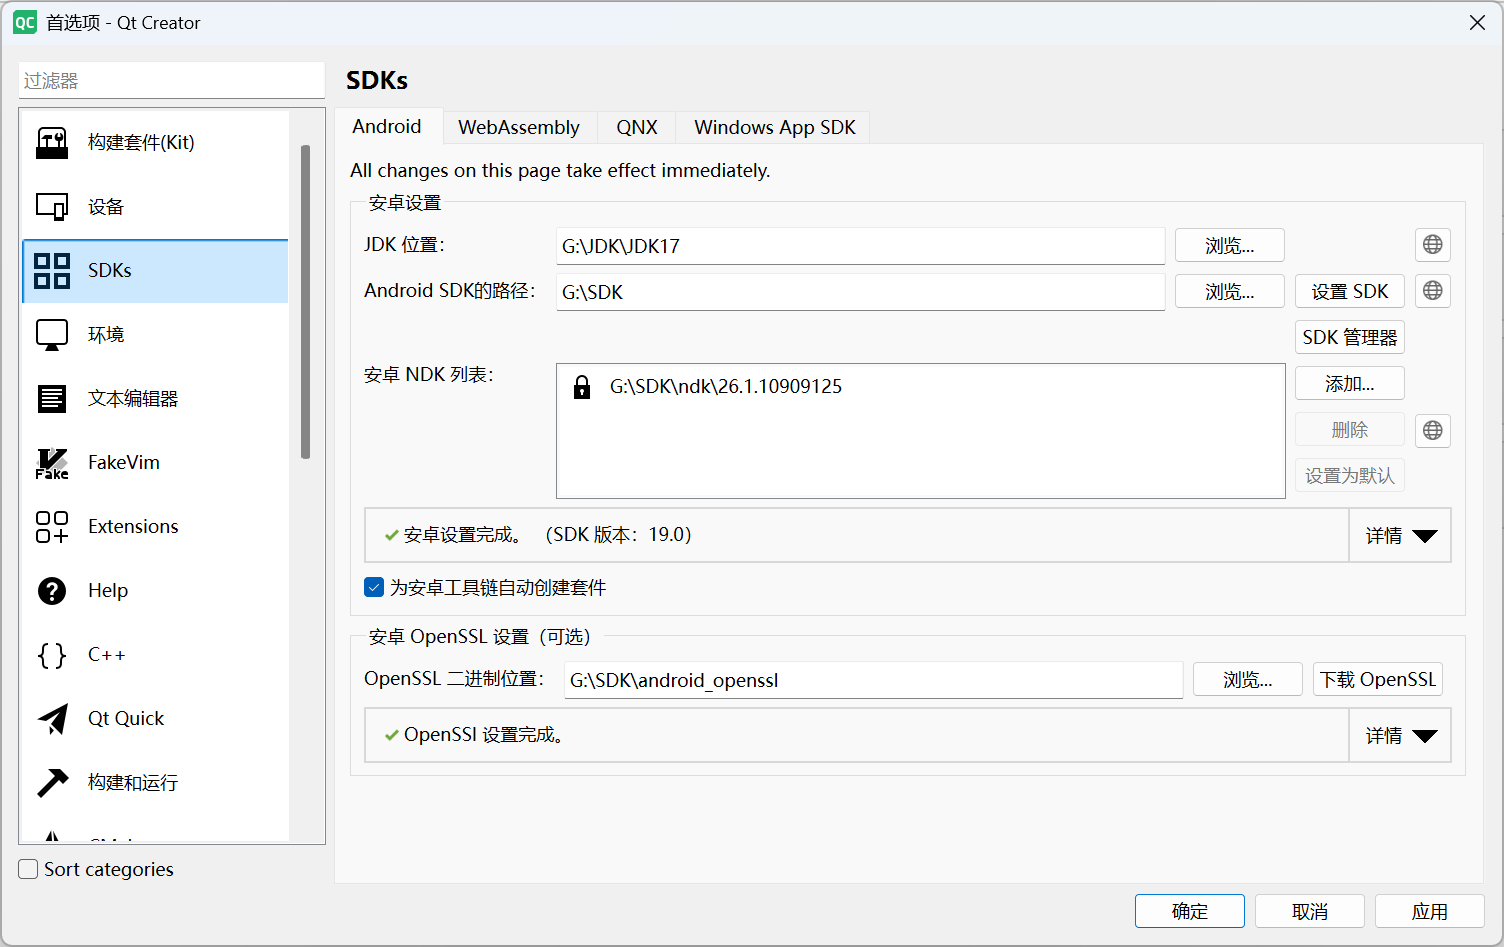 QC 首选项 - Qt Creator
过滤器
构建套件(Kit)
设备
SDKs
环境
文本编辑器
Fake
FakeVim
Extensions
Help
C++
Qt Quick
构建和运行
Sort categories
SDKs
Android
WebAssembly
QNX
Windows App SDK
All changes on this page take effect immediately.
安卓设置
JDK 位置： G:\JDK\JDK17 浏览...
Android SDK的路径： G:\SDK 浏览... 设置 SDK
SDK 管理器
安卓 NDK 列表： G:\SDK\ndk\26.1.10909125 添加...
删除
设置为默认
安卓设置完成。 （SDK 版本：19.0） 详情
为安卓工具链自动创建套件
安卓 OpenSSL 设置（可选）
OpenSSL 二进制位置： G:\SDK\android_openssl 浏览... 下载 OpenSSL
OpenSSl 设置完成。 详情
确定 取消 应用